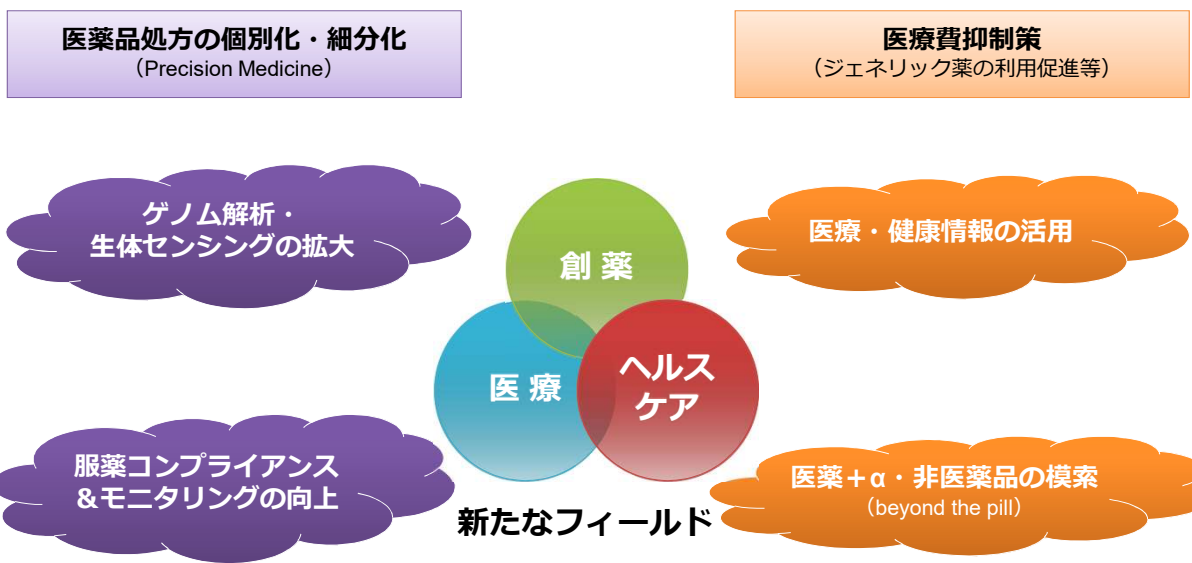 医薬品処方の個別化・細分化
（Precision Medicine）
医療費抑制策
（ジェネリック薬の利用促進等）
ゲノム解析・
生体センシングの拡大
創 薬
医療・健康情報の活用
医 療
ヘルス
ケア
服薬コンプライアンス
&モニタリングの向上
医薬＋α・非医薬品の模索
（beyond the pill）
新たなフィールド